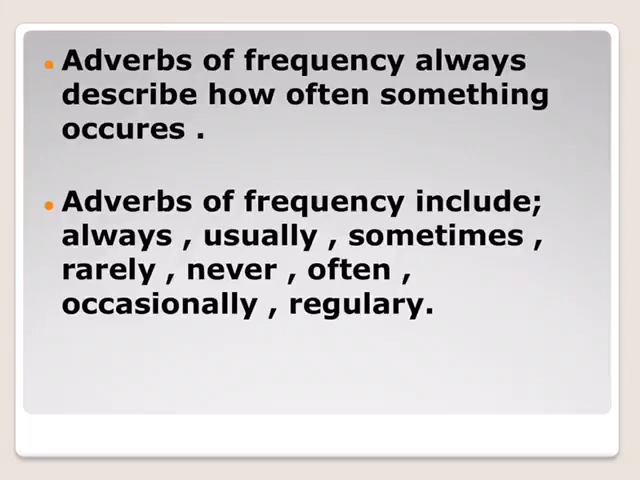 Adverbs of frequency always
describe how often something
occures .
Adverbs of frequency include;
always , usually , sometimes ,
rarely , never , often ,
occasionally , regulary.